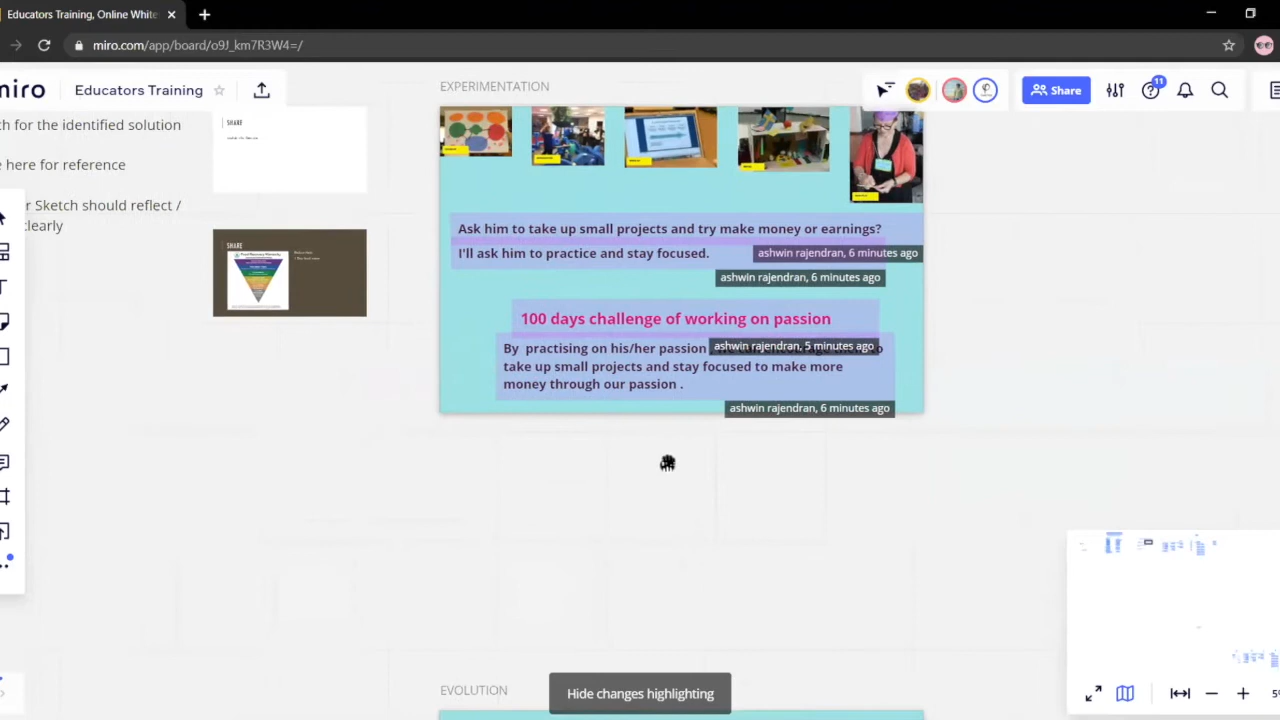 Educators Training, Online White
miro.com/app/board/o9J_km7R3W4=/
miro
Educators Training
Share
11
EXPERIMENTATION
ch for the identified solution
e here for reference
r Sketch should reflect /
clearly
SHARE
SHARE
Ask him to take up small projects and try make money or earnings?
I'll ask him to practice and stay focused.
ashwin rajendran, 6 minutes ago
ashwin rajendran, 6 minutes ago
100 days challenge of working on passion
ashwin rajendran, 5 minutes ago
By practising on his/her passion
take up small projects and stay focused to make more
money through our passion .
ashwin rajendran, 6 minutes ago
EVOLUTION
Hide changes highlighting